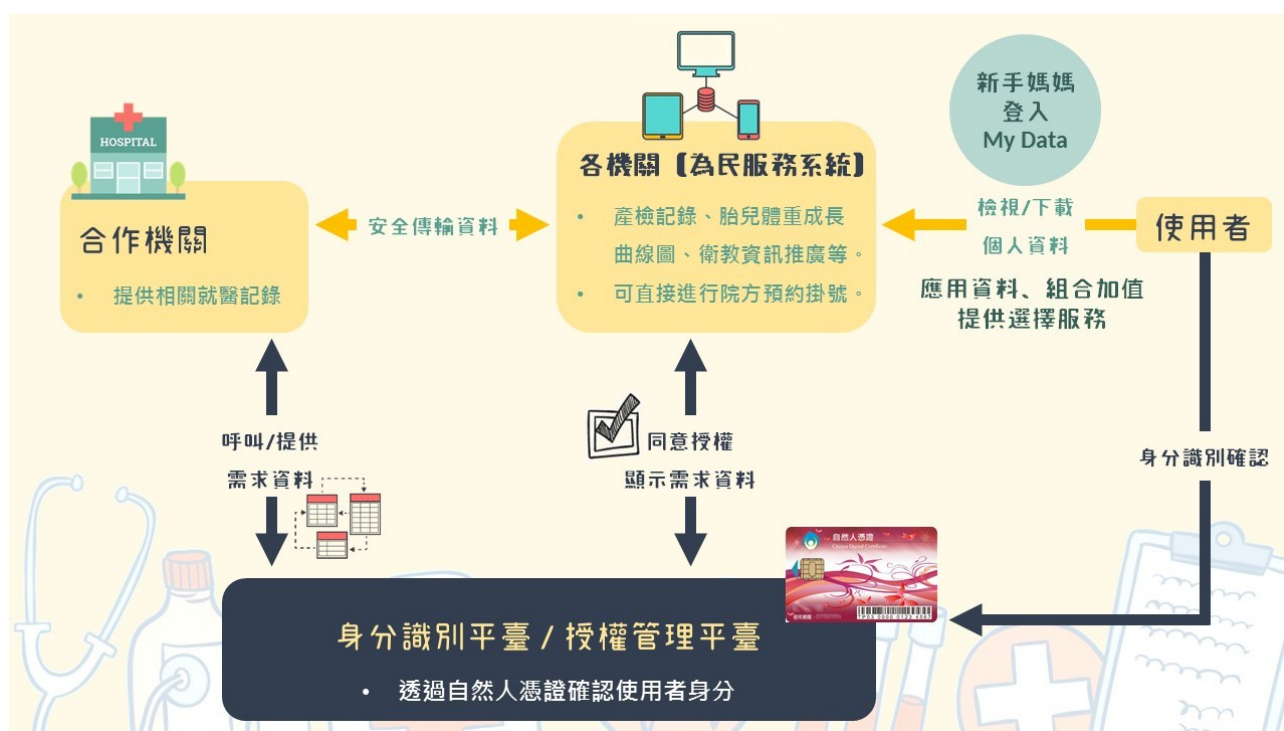 新手媽媽
登入
My Data
HOSPITAL
合作機關
• 提供相關就醫記錄
安全傳輸資料
各機關【為民服務系統】
• 產檢記錄、胎兒體重成長
曲線圖、衛教資訊推廣等。
• 可直接進行院方預約掛號。
檢視/下載
個人資料
使用者
應用資料、組合加值
提供選擇服務
呼叫/提供
需求資料
同意授權
顯示需求資料
身分識別確認
自然人憑證
身分識別平臺 / 授權管理平臺
• 透過自然人憑證確認使用者身分